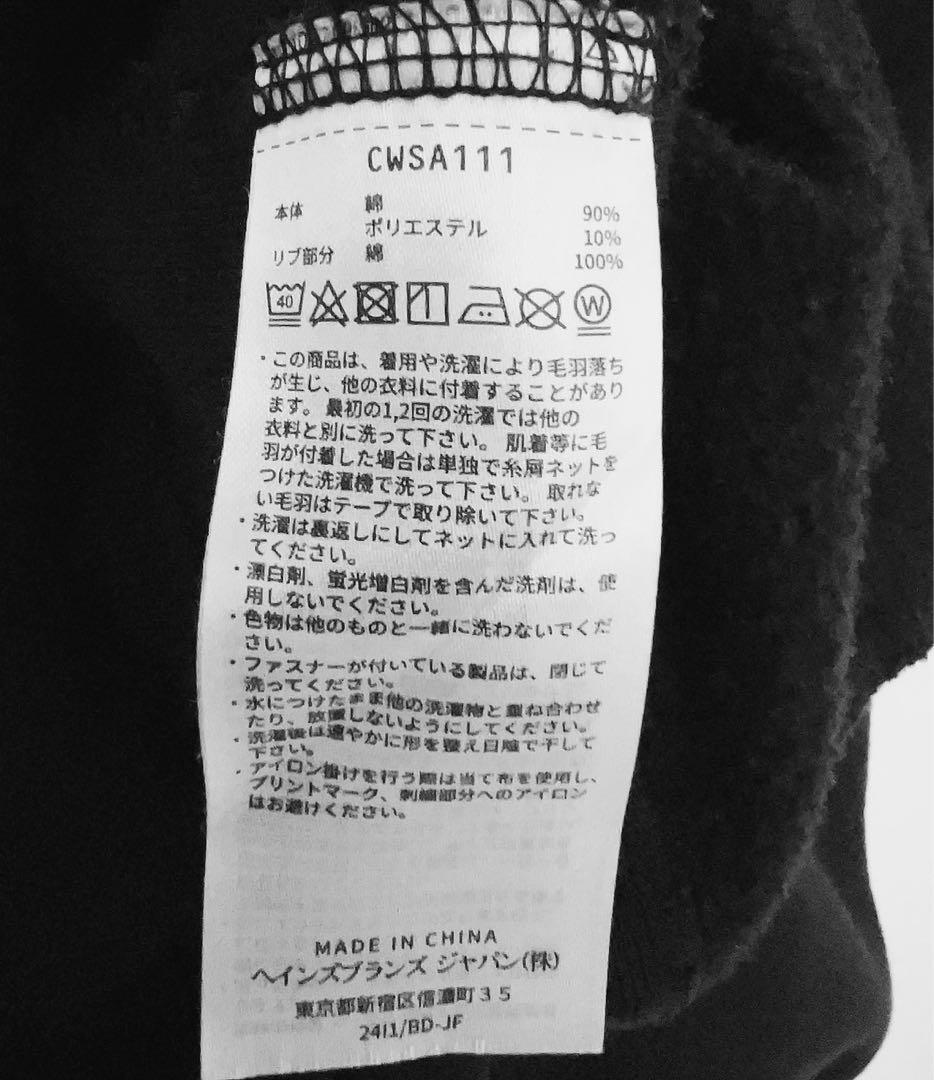 CWSA111
本体 綿 90%
ポリエステル 10%
リブ部分 綿 100%
40 W
・この商品は、着用や洗濯により毛羽落ち
が生じ、他の衣料に付着することがあり
ます。 最初の1,2回の洗濯では他の
衣料と別に洗って下さい。 肌着等に毛
羽が付着した場合は単独で糸屑ネットを
つけた洗濯機で洗って下さい。 取れな
い毛羽はテープで取り除いて下さい。
・洗濯は裏返しにしてネットに入れて洗っ
てください。
・漂白剤、蛍光増白剤を含んだ洗剤は、使
用しないでください。
・色物は他のものと一緒に洗わないでくだ
さい。
・ファスナーが付いている製品は、閉じて
洗ってください。
・水につけたまま他の洗濯物と重ね合わせ
たり、放置しないようにしてください。
・洗濯後は速やかに形を整え日陰で干して
下さい。
・アイロン掛けを行う際は当て布を使用し、
プリントマーク、刺繍部分へのアイロン
はお避けください。
MADE IN CHINA
ヘインズブランズ ジャパン(株)
東京都新宿区信濃町35
24I1/BD-JF